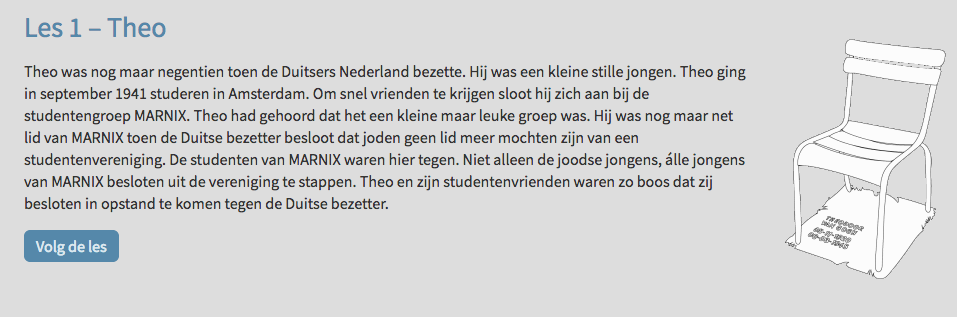 Les 1 – Theo
Theo was nog maar negentien toen de Duitsers Nederland bezette. Hij was een kleine stille jongen. Theo ging
in september 1941 studeren in Amsterdam. Om snel vrienden te krijgen sloot hij zich aan bij de
studentengroep MARNIX. Theo had gehoord dat het een kleine maar leuke groep was. Hij was nog maar net
lid van MARNIX toen de Duitse bezetter besloot dat joden geen lid meer mochten zijn van een
studentenvereniging. De studenten van MARNIX waren hier tegen. Niet alleen de joodse jongens, álle jongens
van MARNIX besloten uit de vereniging te stappen. Theo en zijn studentenvrienden waren zo boos dat zij
besloten in opstand te komen tegen de Duitse bezetter.
Volg de les
THEODOOR
VAN GOGH